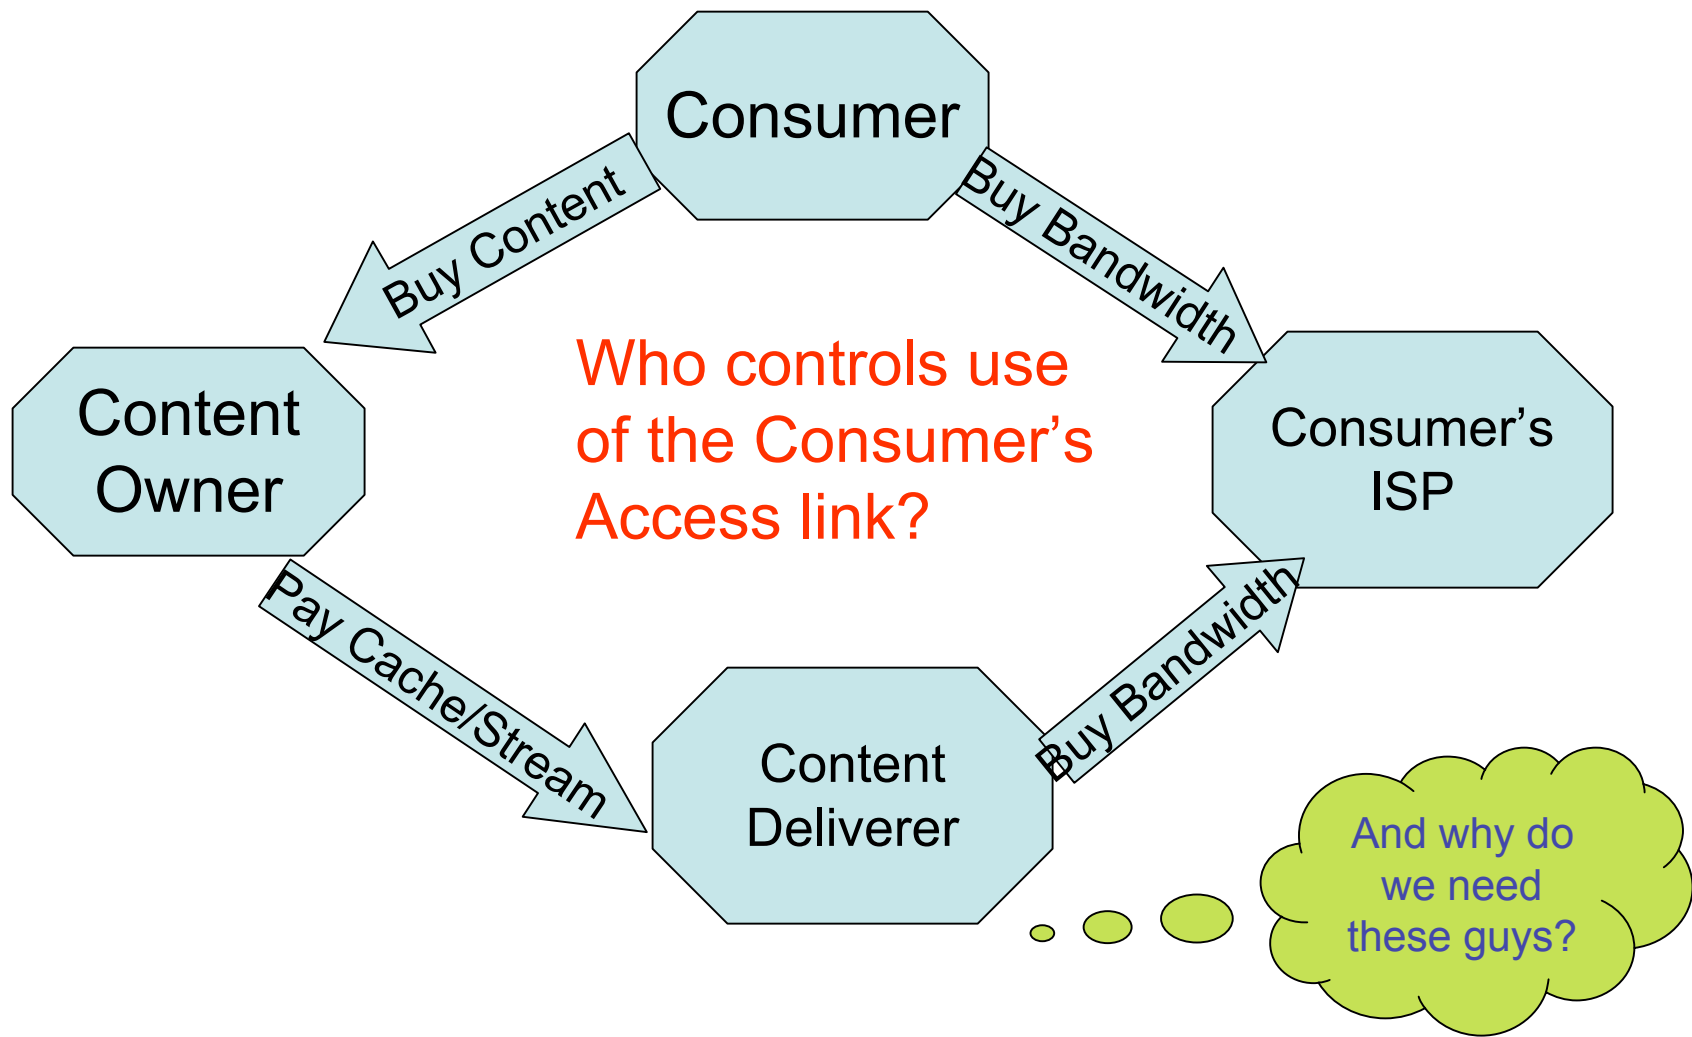 Consumer
Buy Content
Buy Bandwidth
Who controls use
of the Consumer’s
Access link?
Content
Owner
Consumer’s
ISP
Pay Cache/Stream
Buy Bandwidth
Content
Deliverer
And why do
we need
these guys?